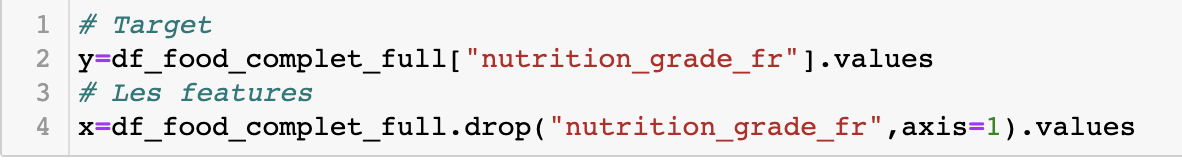 1 # Target
2 y=df_food_complet_full["nutrition_grade_fr"].values
3 # Les features
4 x=df_food_complet_full.drop("nutrition_grade_fr",axis=1).values